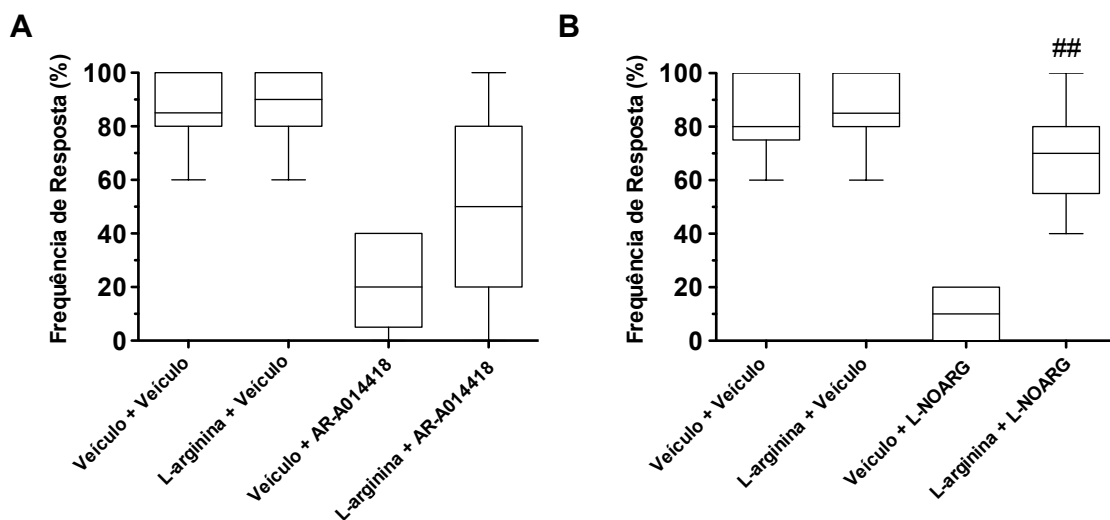 A
Frequência de Resposta (%)
100
80
60
40
20
0
Veículo + Veículo
L-arginina + Veículo
Veículo + AR-A014418
L-arginina + AR-A014418
B
##
Frequência de Resposta (%)
100
80
60
40
20
0
Veículo + Veículo
L-arginina + Veículo
Veículo + L-NOARG
L-arginina + L-NOARG